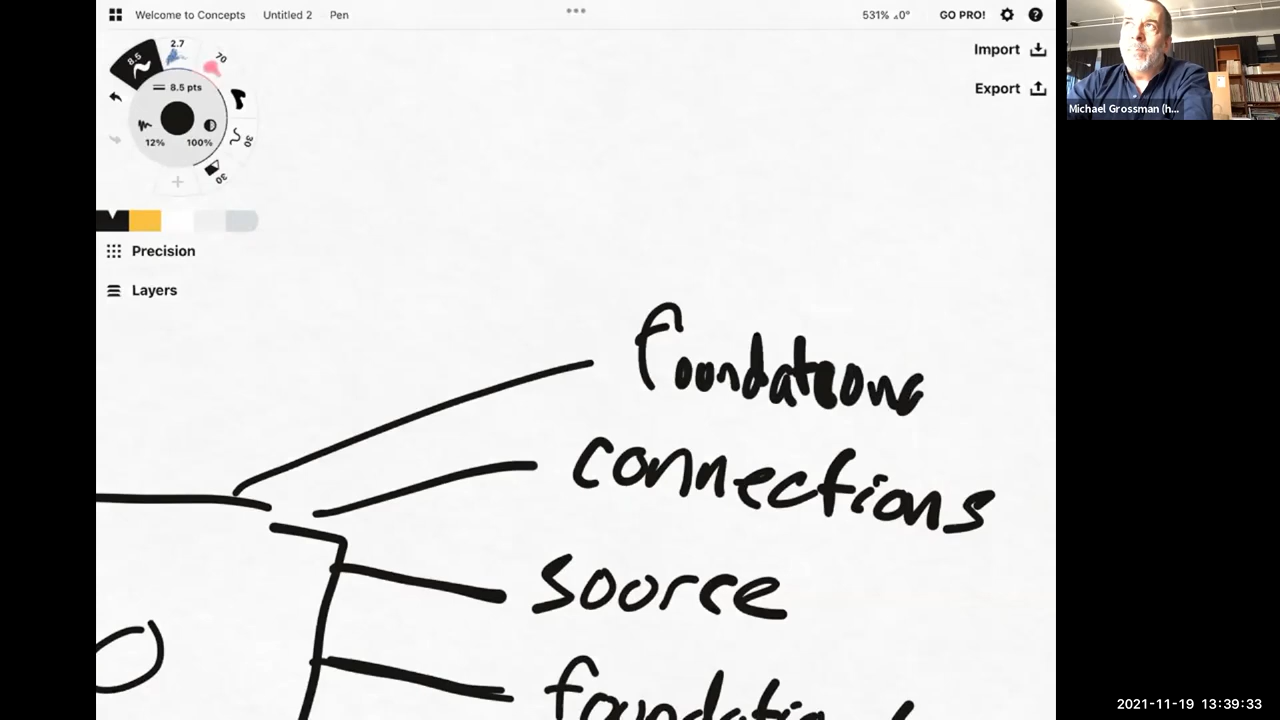 Welcome to Concepts Untitled 2 Pen 531% 0° GO PRO! ?
Import
Export
8.5 2.7 70
8.5 pts
12% 100%
30
30
Precision
Layers
Michael Grossman (h...
foundations
connections
soorce
2021-11-19 13:39:33